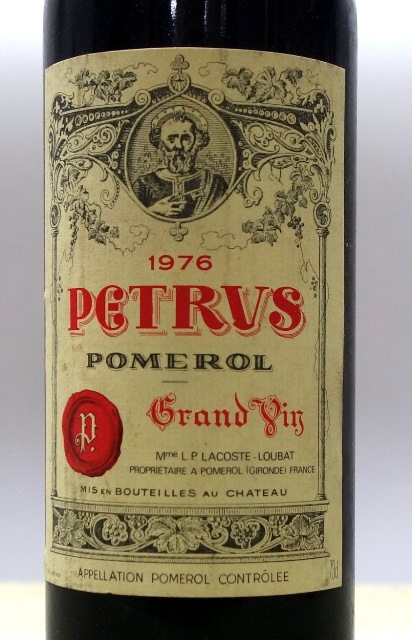 1976
PETRVS
POMEROL
Grand Vin
P.
Mme L.P. LACOSTE-LOUBAT
PROPRIÉTAIRE A POMEROL (GIRONDE) FRANCE
MIS EN BOUTEILLES AU CHATEAU
APPELLATION POMEROL CONTRÔLÉE